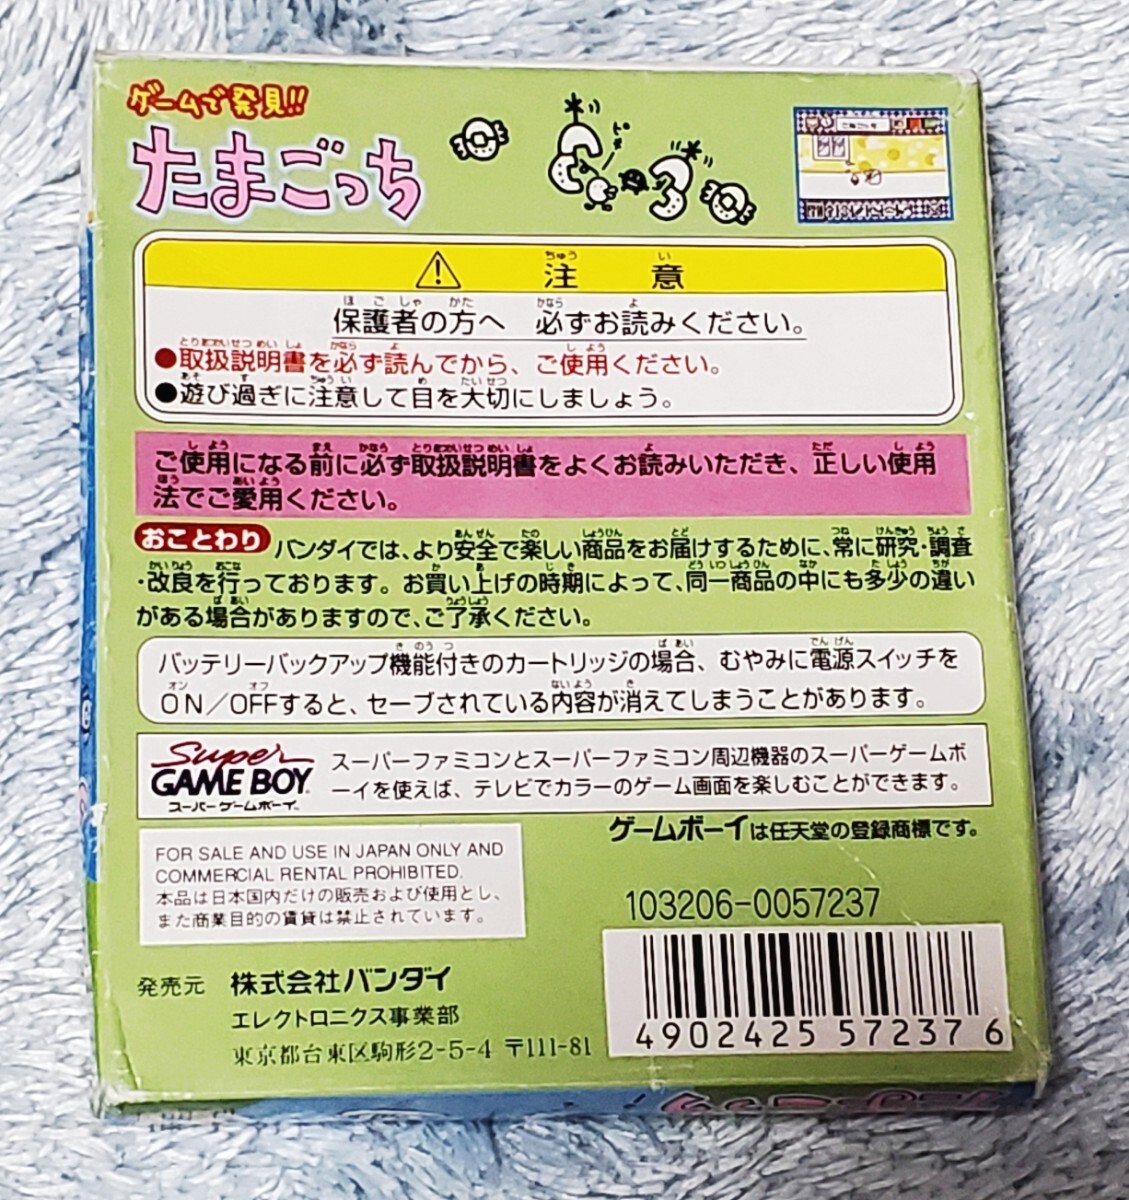 ゲームで発見!!
たまごっち
注意
保護者の方へ 必ずお読みください。
●取扱説明書を必ず読んでから、ご使用ください。
●遊び過ぎに注意して目を大切にしましょう。
ご使用になる前に必ず取扱説明書をよくお読みいただき、正しい使用
法でご愛用ください。
おことわり バンダイでは、より安全で楽しい商品をお届けするために、常に研究・調査
・改良を行っております。お買い上げの時期によって、同一商品の中にも多少の違い
がある場合がありますので、ご了承ください。
バッテリーバックアップ機能付きのカートリッジの場合、むやみに電源スイッチを
ON／OFFすると、セーブされている内容が消えてしまうことがあります。
Super
GAME BOY
スーパーゲームボーイ
スーパーファミコンとスーパーファミコン周辺機器のスーパーゲームボ
ーイを使えば、テレビでカラーのゲーム画面を楽しむことができます。
ゲームボーイは任天堂の登録商標です。
FOR SALE AND USE IN JAPAN ONLY AND
COMMERCIAL RENTAL PROHIBITED.
本品は日本国内だけの販売および使用とし、
また商業目的の賃貸は禁止されています。
103206-0057237
発売元 株式会社バンダイ
エレクトロニクス事業部
東京都台東区駒形2-5-4 〒111-81
4902425572376